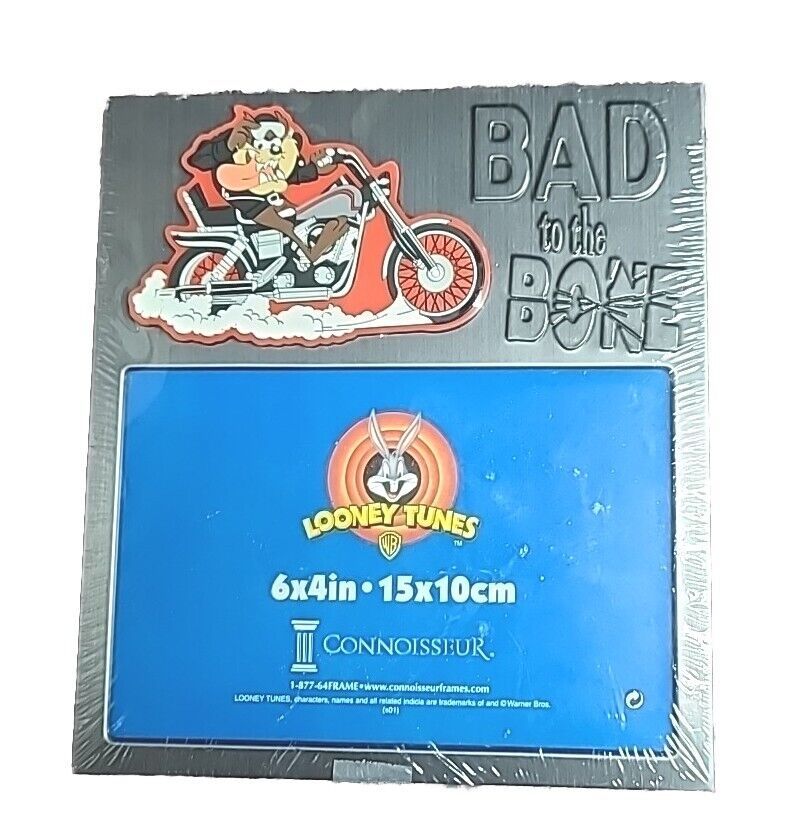 BAD
to the
BONE
LOONEY TUNES
WB
TM
6x4in • 15x10cm
CONNOISSEUR®
1-877-64FRAME•www.connoisseurframes.com
LOONEY TUNES, characters, names and all related indicia are trademarks of and ©Warner Bros.
(s01)